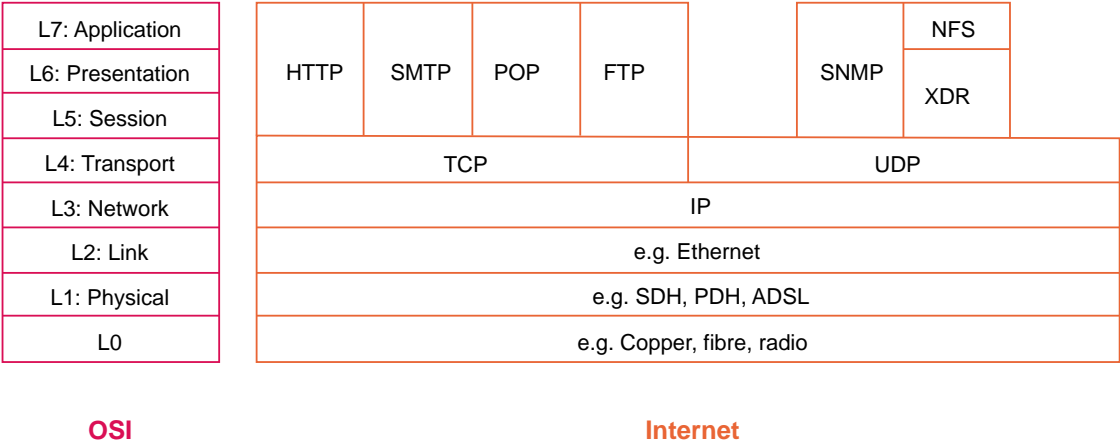 L7: Application
L6: Presentation
L5: Session
L4: Transport
L3: Network
L2: Link
L1: Physical
L0
OSI
HTTP
SMTP
POP
FTP
SNMP
NFS
XDR
TCP
UDP
IP
e.g. Ethernet
e.g. SDH, PDH, ADSL
e.g. Copper, fibre, radio
Internet